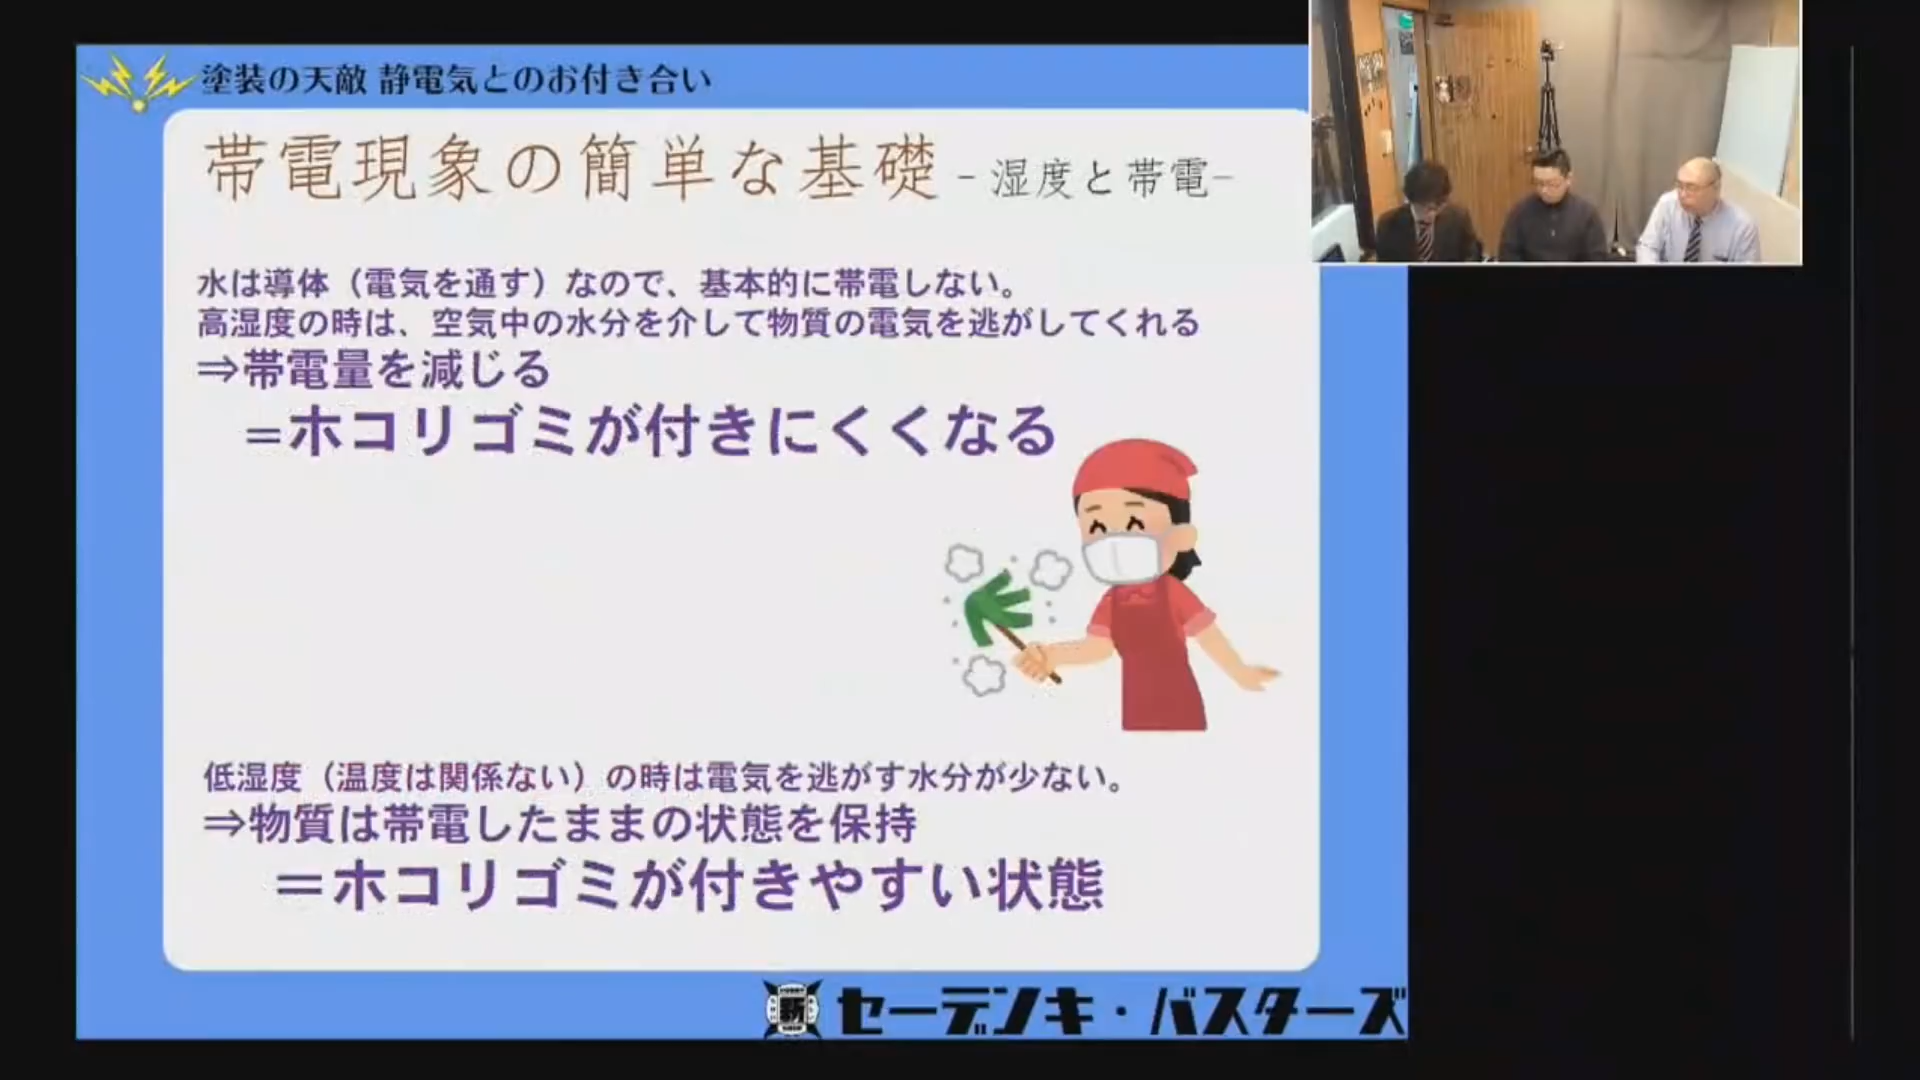 塗装の天敵 静電気とのお付き合い
帯電現象の簡単な基礎 -湿度と帯電-
水は導体（電気を通す）なので、基本的に帯電しない。
高湿度の時は、空気中の水分を介して物質の電気を逃がしてくれる
⇒帯電量を減じる
=ホコリゴミが付きにくくなる
低湿度（温度は関係ない）の時は電気を逃がす水分が少ない。
⇒物質は帯電したままの状態を保持
＝ホコリゴミが付きやすい状態
新 セーデンキ・バスターズ